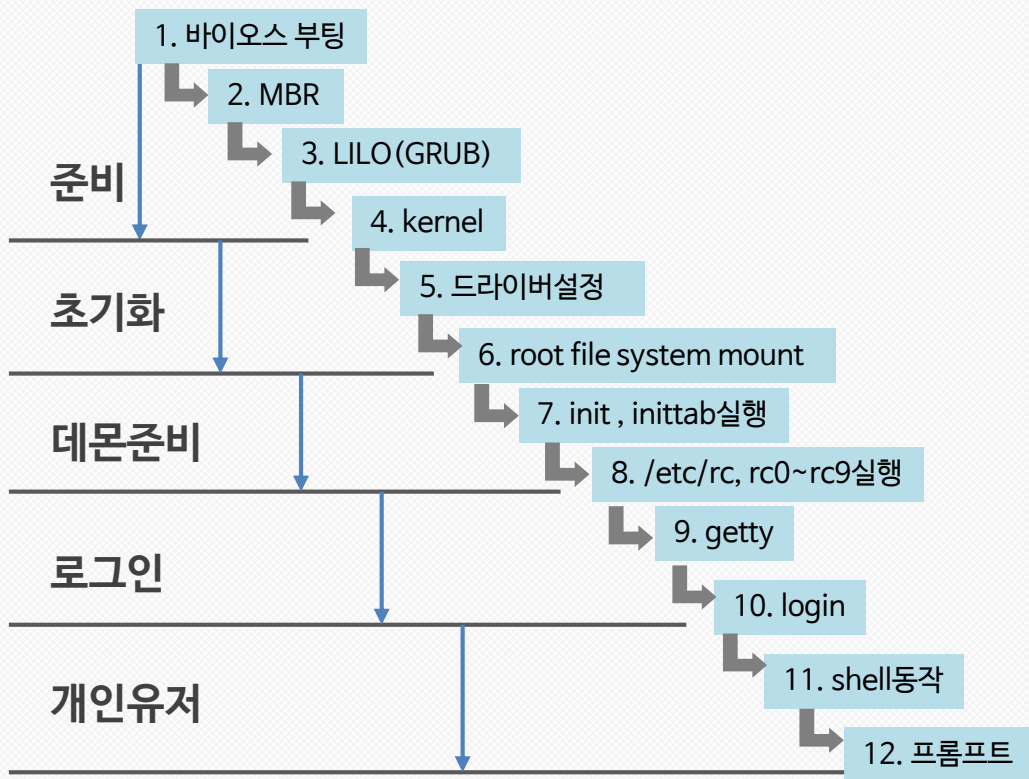 1. 바이오스 부팅
2. MBR
3. LILO(GRUB)
준비
4. kernel
5. 드라이버설정
초기화
6. root file system mount
7. init , inittab실행
데몬준비
8. /etc/rc, rc0~rc9실행
9. getty
로그인
10. login
11. shell동작
개인유저
12. 프롬프트